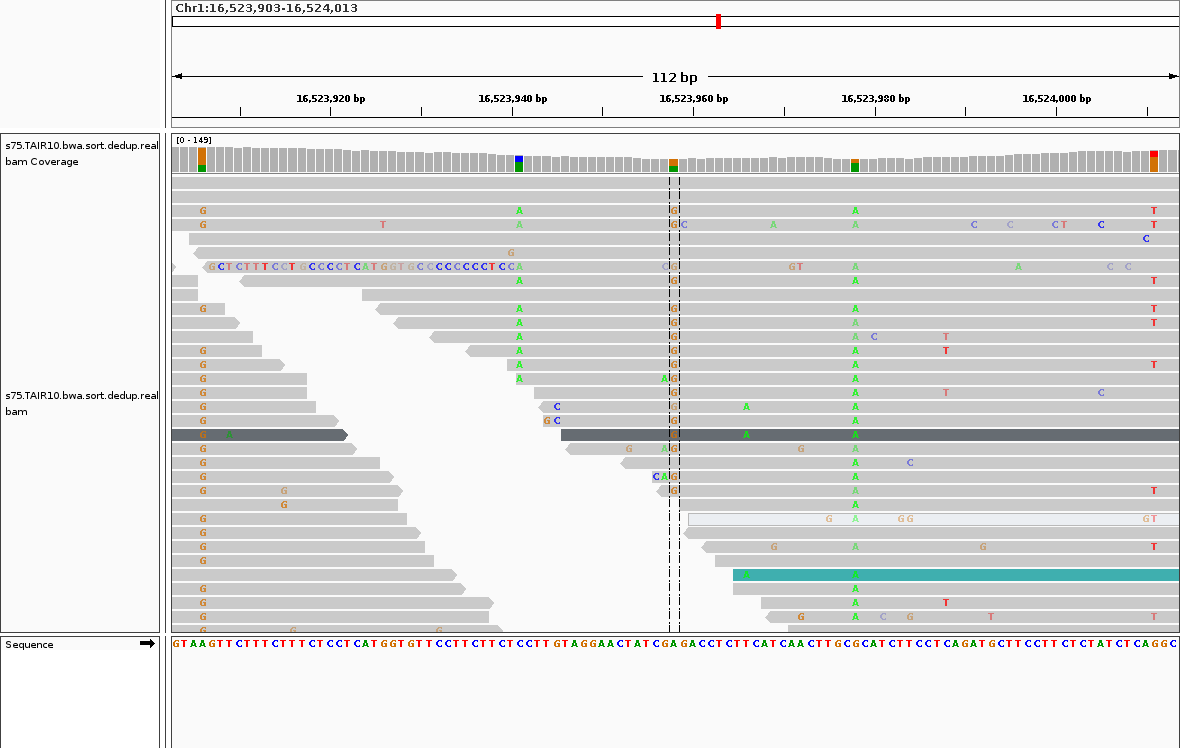 Chr1:16,523,903-16,524,013
112 bp
16,523,920 bp 16,523,940 bp 16,523,960 bp 16,523,980 bp 16,524,000 bp
s75.TAIR10.bwa.sort.dedup.real
bam Coverage
[0 - 149]
G A G A T
G T A G C A A C C C T C T
C
G
G C T C T T T C C T G C C C C T C A T G G T G C C C C C C C T C C A C G G T A A C C
A G A T
G A G A T
A G A T
A G A C T
G A G A T
G A G A T
G A A G A
G G A T C
G C G A A
G G C G A
G G A A
G G A G G A
G A C
G C A G A
G G G A T
G A
G G A G G G T
G
G G A G T
G
G A
G A T
G G A C G T T
s75.TAIR10.bwa.sort.dedup.real
bam
Sequence
GTAAGTTCTTTCTTTCTCCTCATGGTGTTCCTTCTTCTCCTTGTAGGAACTATCGAGACCTCTTCATCAACTTGCGCATCTTCCTCAGATGCTTCCTTCTCTATCTCAGGC